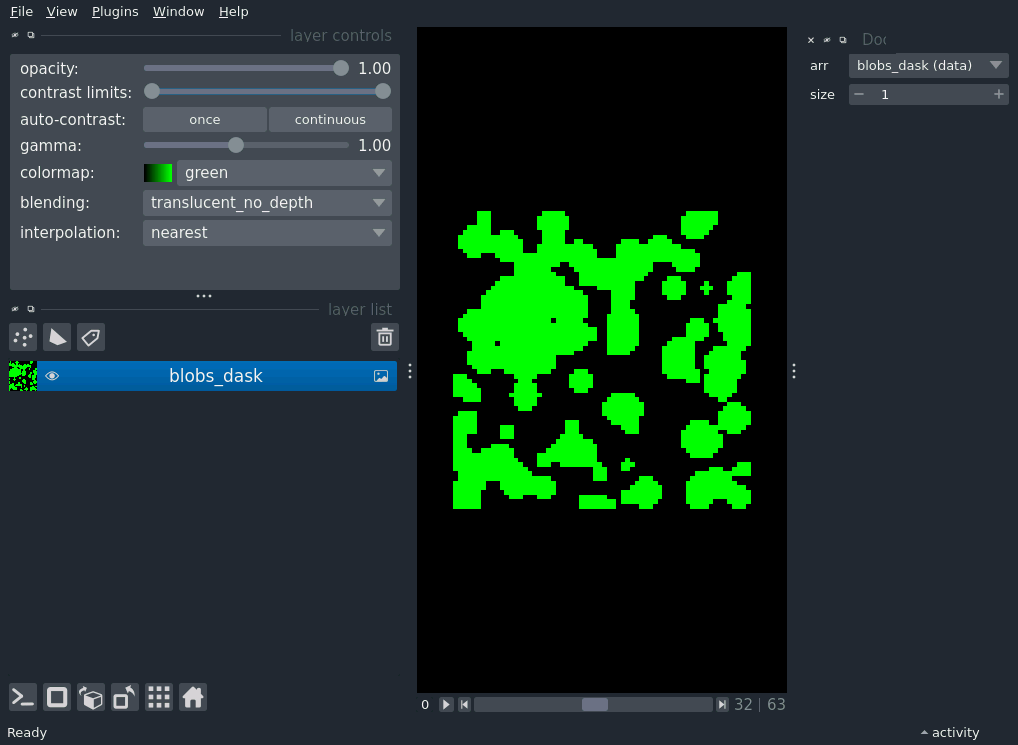 File View Plugins Window Help
layer controls
opacity: 1.00
contrast limits:
auto-contrast: once continuous
gamma: 1.00
colormap: green
blending: translucent_no_depth
interpolation: nearest
layer list
blobs_dask
0 32 | 63
arr blobs_dask (data)
size 1
Ready
activity